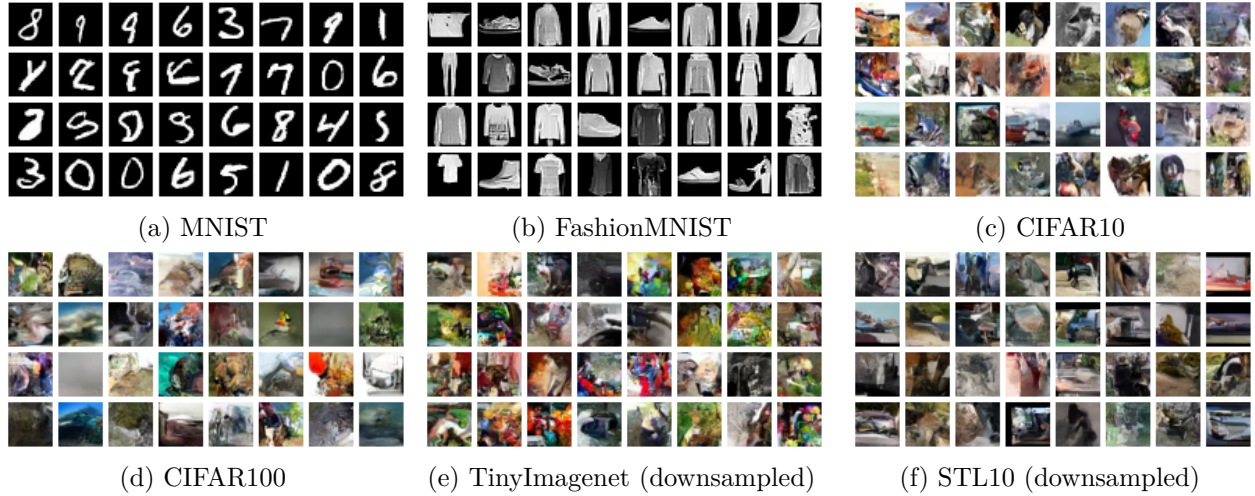 (a) MNIST
(b) FashionMNIST
(c) CIFAR10
(d) CIFAR100
(e) TinyImagenet (downsampled)
(f) STL10 (downsampled)